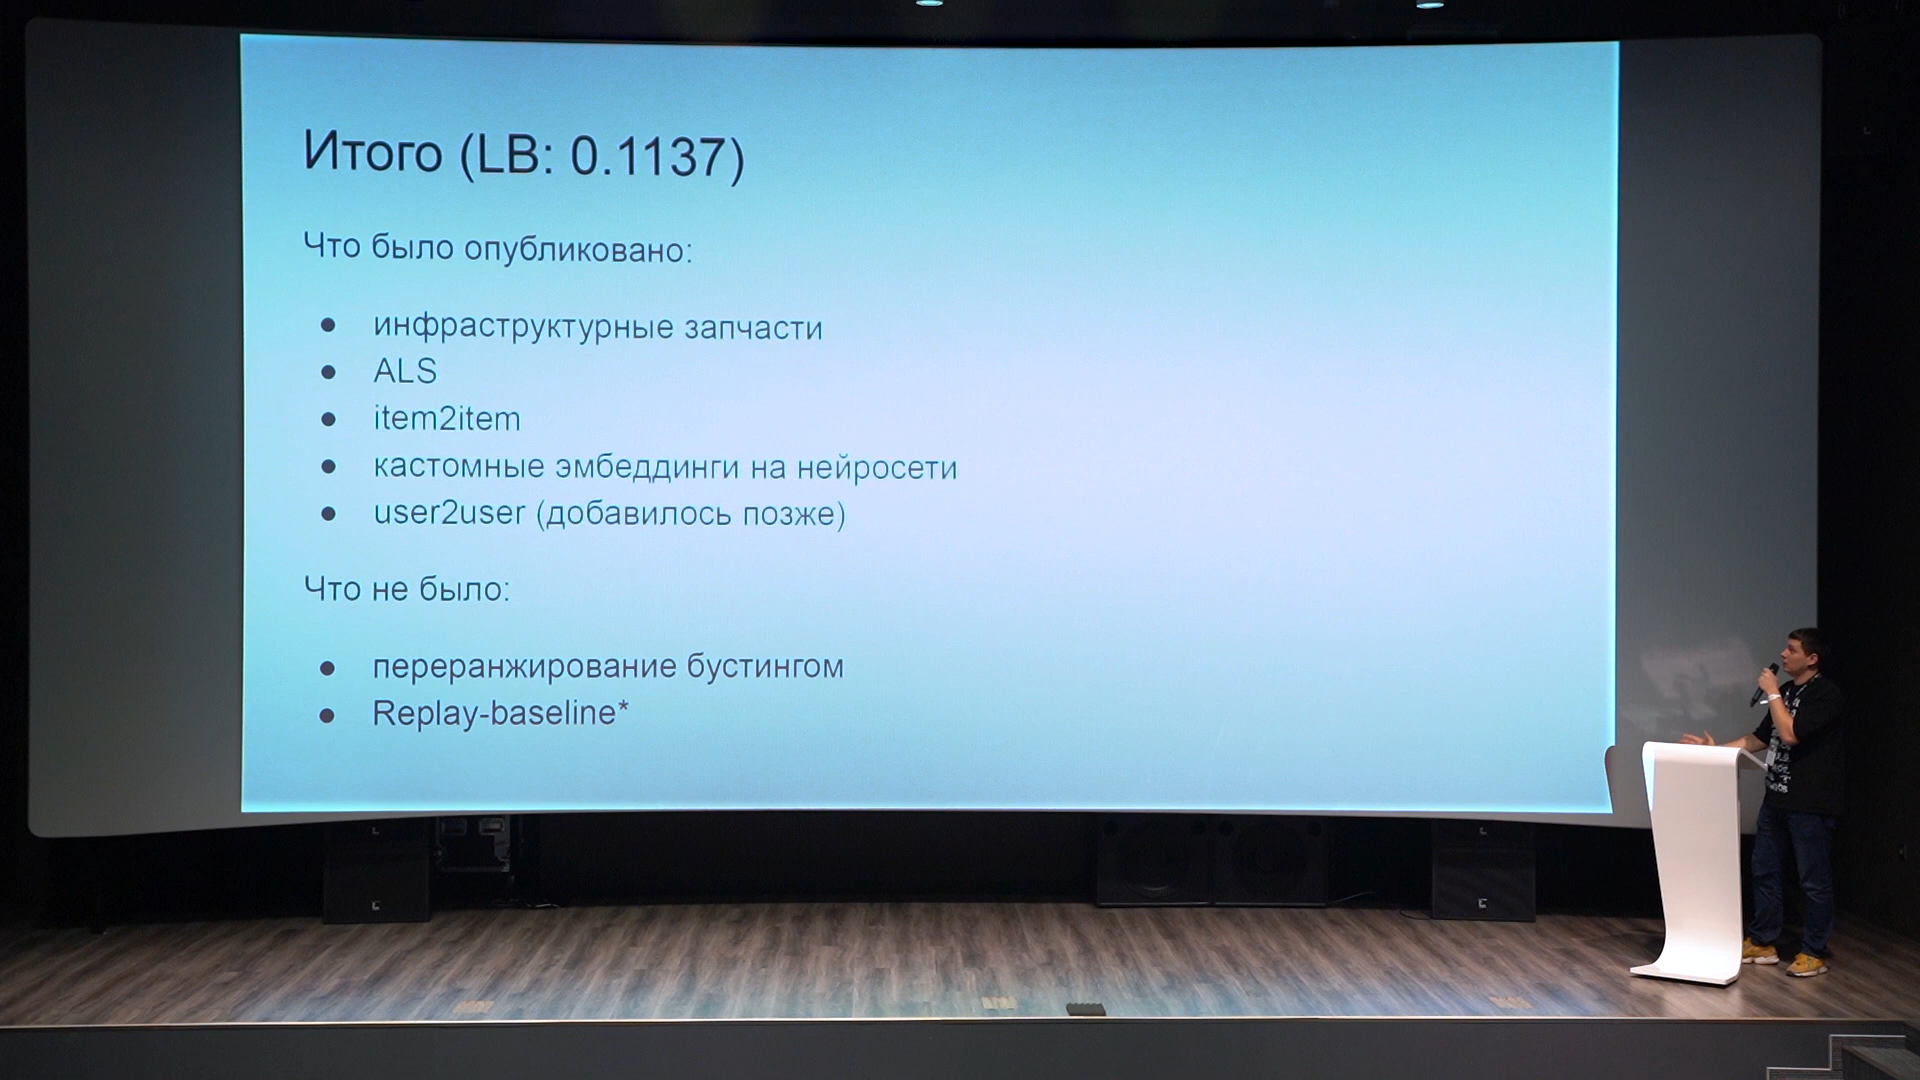 Итого (LB: 0.1137)
Что было опубликовано:
● инфраструктурные запчасти
● ALS
● item2item
● кастомные эмбеддинги на нейросети
● user2user (добавилось позже)
Что не было:
● переранжирование бустингом
● Replay-baseline*